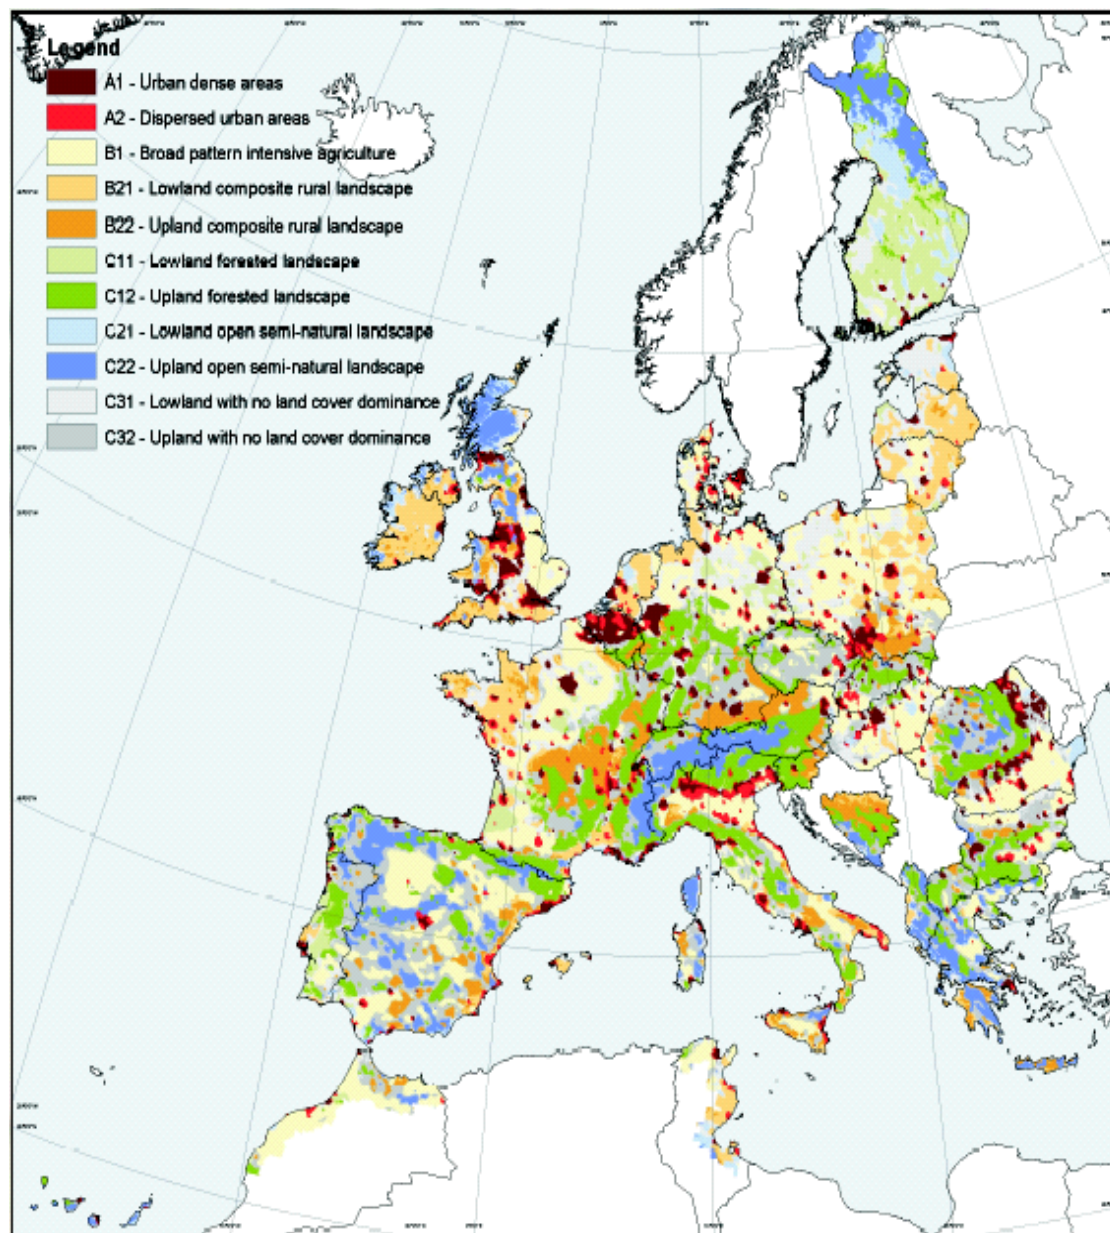 Legend
A1 - Urban dense areas
A2 - Dispersed urban areas
B1 - Broad pattern intensive agriculture
B21 - Lowland composite rural landscape
B22 - Upland composite rural landscape
C11 - Lowland forested landscape
C12 - Upland forested landscape
C21 - Lowland open semi-natural landscape
C22 - Upland open semi-natural landscape
C31 - Lowland with no land cover dominance
C32 - Upland with no land cover dominance